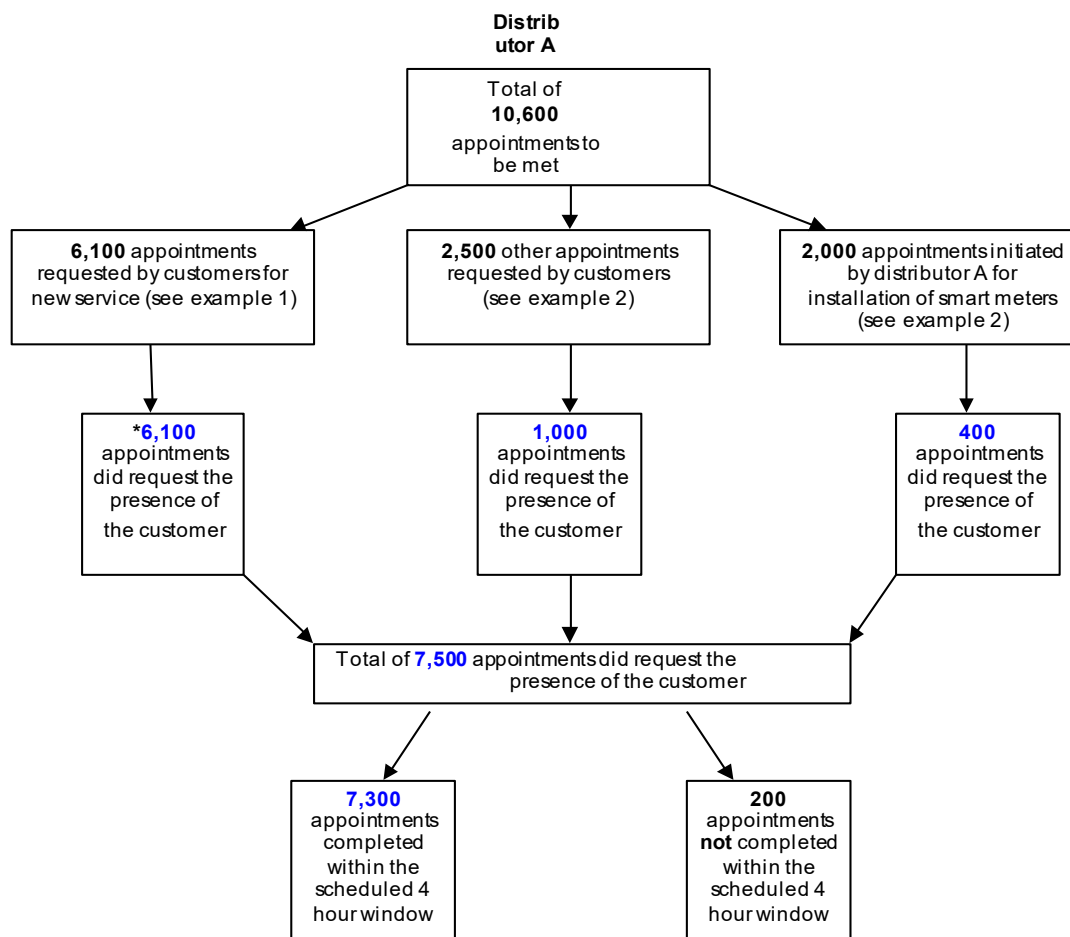 Distrib
utor A
Total of
10,600
appointments to
be met
6,100 appointments
requested by customers for
new service (see example 1)
2,500 other appointments
requested by customers
(see example 2)
2,000 appointments initiated
by distributor A for
installation of smart meters
(see example 2)
*6,100
appointments
did request the
presence of
the customer
1,000
appointments
did request the
presence of
the customer
400
appointments
did request the
presence of
the customer
Total of 7,500 appointments did request the
presence of the customer
7,300
appointments
completed
within the
scheduled 4
hour window
200
appointments
not completed
within the
scheduled 4
hour window